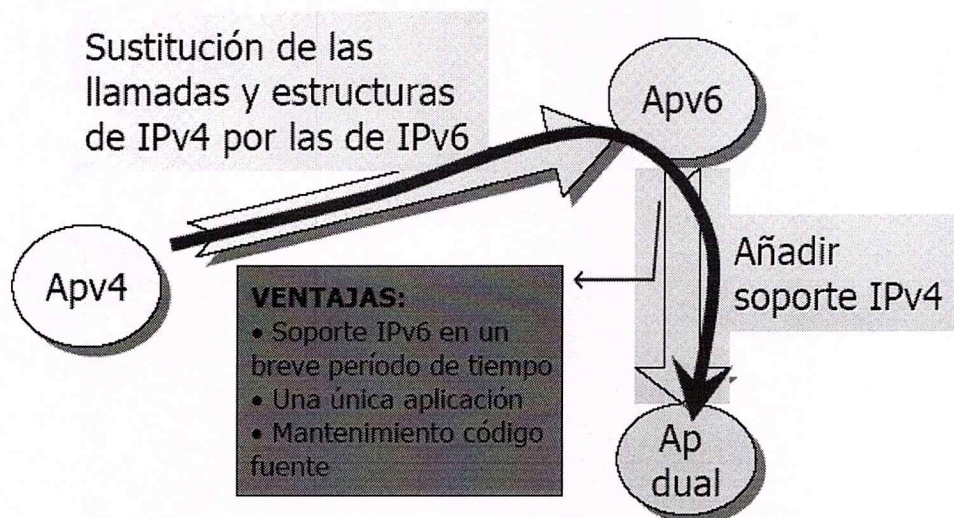 Sustitución de las
llamadas y estructuras
de IPv4 por las de IPv6
Apv6
Apv4
Añadir
soporte IPv4
VENTAJAS:
• Soporte IPv6 en un
breve período de tiempo
• Una única aplicación
• Mantenimiento código
fuente
Ap
dual